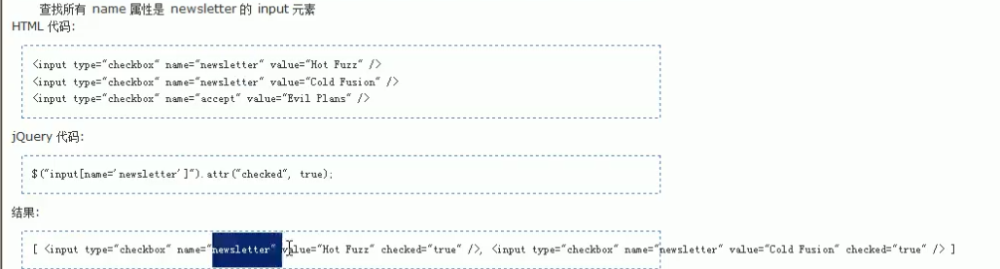 查找所有 name 属性是 newsletter 的 input 元素
HTML 代码:
<input type="checkbox" name="newsletter" value="Hot Fuzz" />
<input type="checkbox" name="newsletter" value="Cold Fusion" />
<input type="checkbox" name="accept" value="Evil Plans" />
jQuery 代码:
$("input[name='newsletter']").attr("checked", true);
结果:
[ <input type="checkbox" name="newsletter" value="Hot Fuzz" checked="true" />, <input type="checkbox" name="newsletter" value="Cold Fusion" checked="true" /> ]